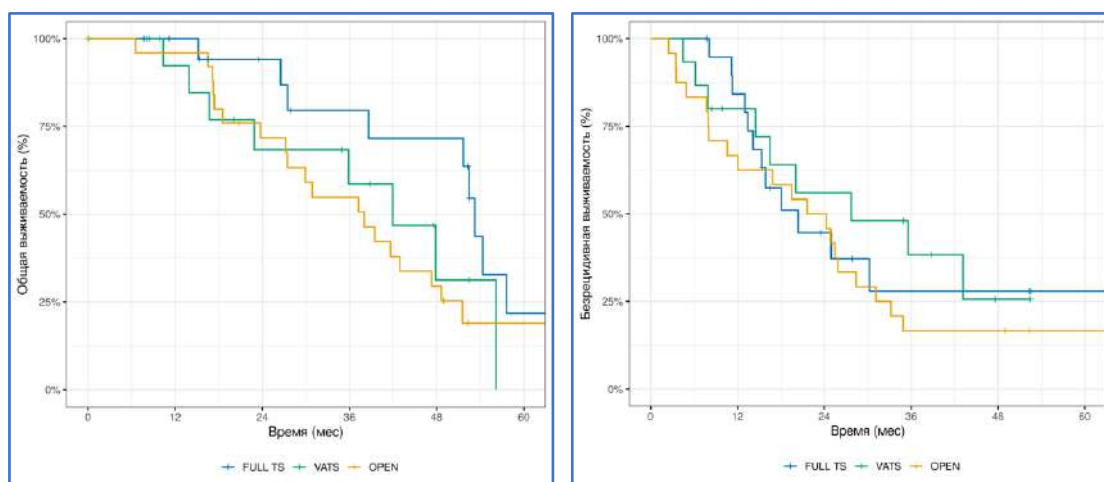 Общая выживаемость (%)
100%
75%
50%
25%
0%
0 12 24 36 48 60
Время (мес)
FULL TS VATS OPEN
Безрецидивная выживаемость (%)
100%
75%
50%
25%
0%
0 12 24 36 48 60
Время (мес)
FULL TS VATS OPEN